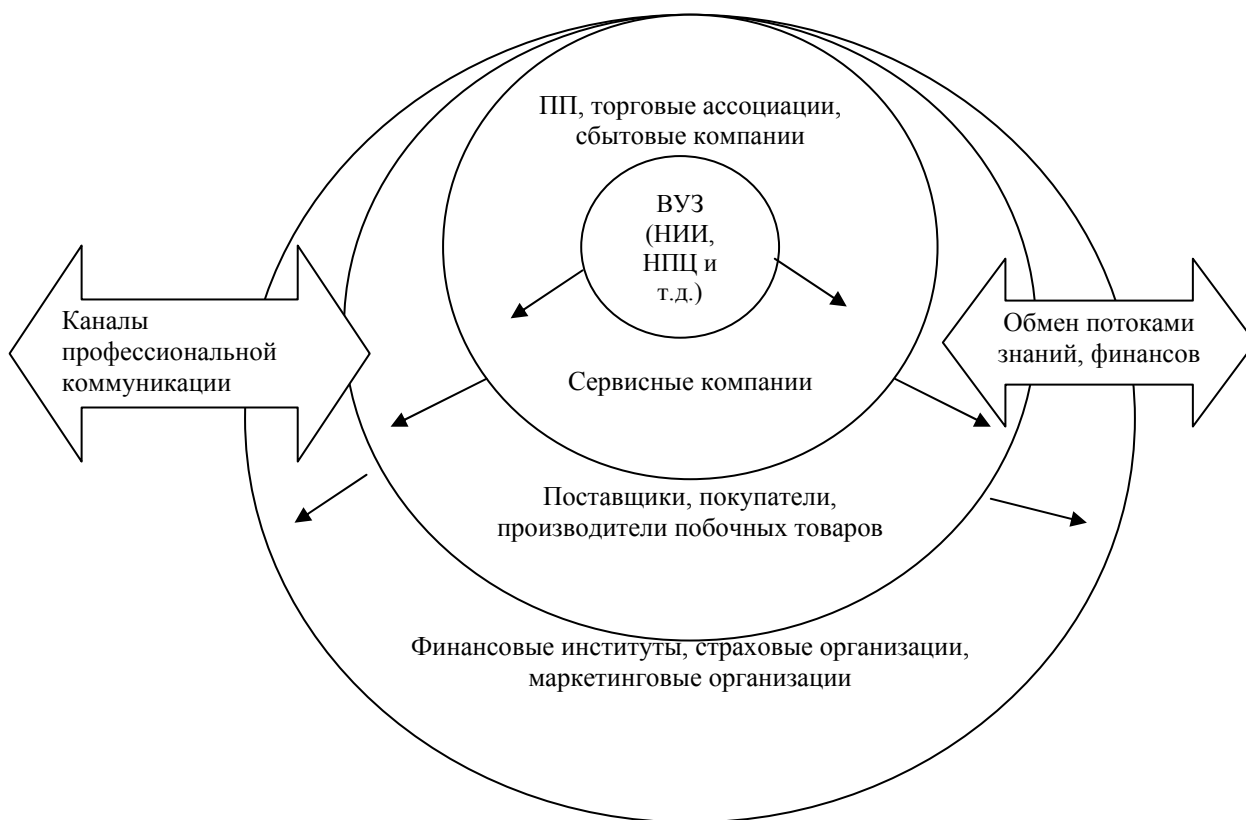 ПП, торговые ассоциации,
сбытовые компании
ВУЗ
(НИИ,
НПЦ и
т.д.)
Каналы
профессиональной
коммуникации
Обмен потоками
знаний, финансов
Сервисные компании
Поставщики, покупатели,
производители побочных товаров
Финансовые институты, страховые организации,
маркетинговые организации